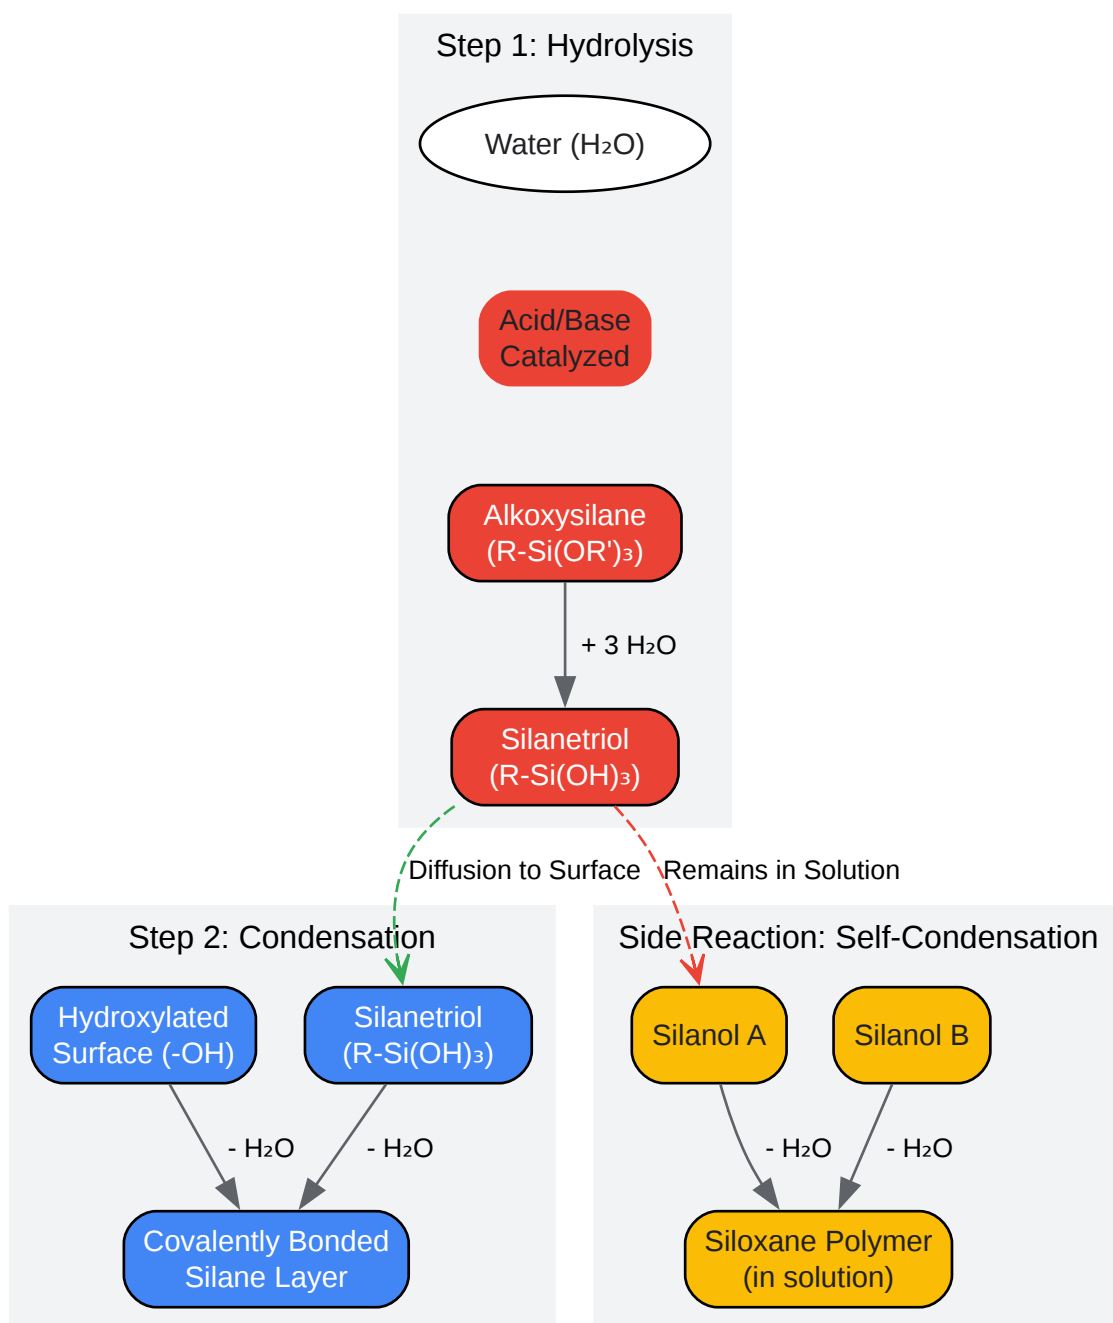 Step 1: Hydrolysis
Water (H₂O)
Acid/Base
Catalyzed
Alkoxysilane
(R-Si(OR')₃)
+ 3 H₂O
Silanetriol
(R-Si(OH)₃)
Diffusion to Surface
Remains in Solution
Step 2: Condensation
Hydroxylated
Surface (-OH)
Silanetriol
(R-Si(OH)₃)
- H₂O
- H₂O
Covalently Bonded
Silane Layer
Side Reaction: Self-Condensation
Silanol A
Silanol B
- H₂O
- H₂O
Siloxane Polymer
(in solution)